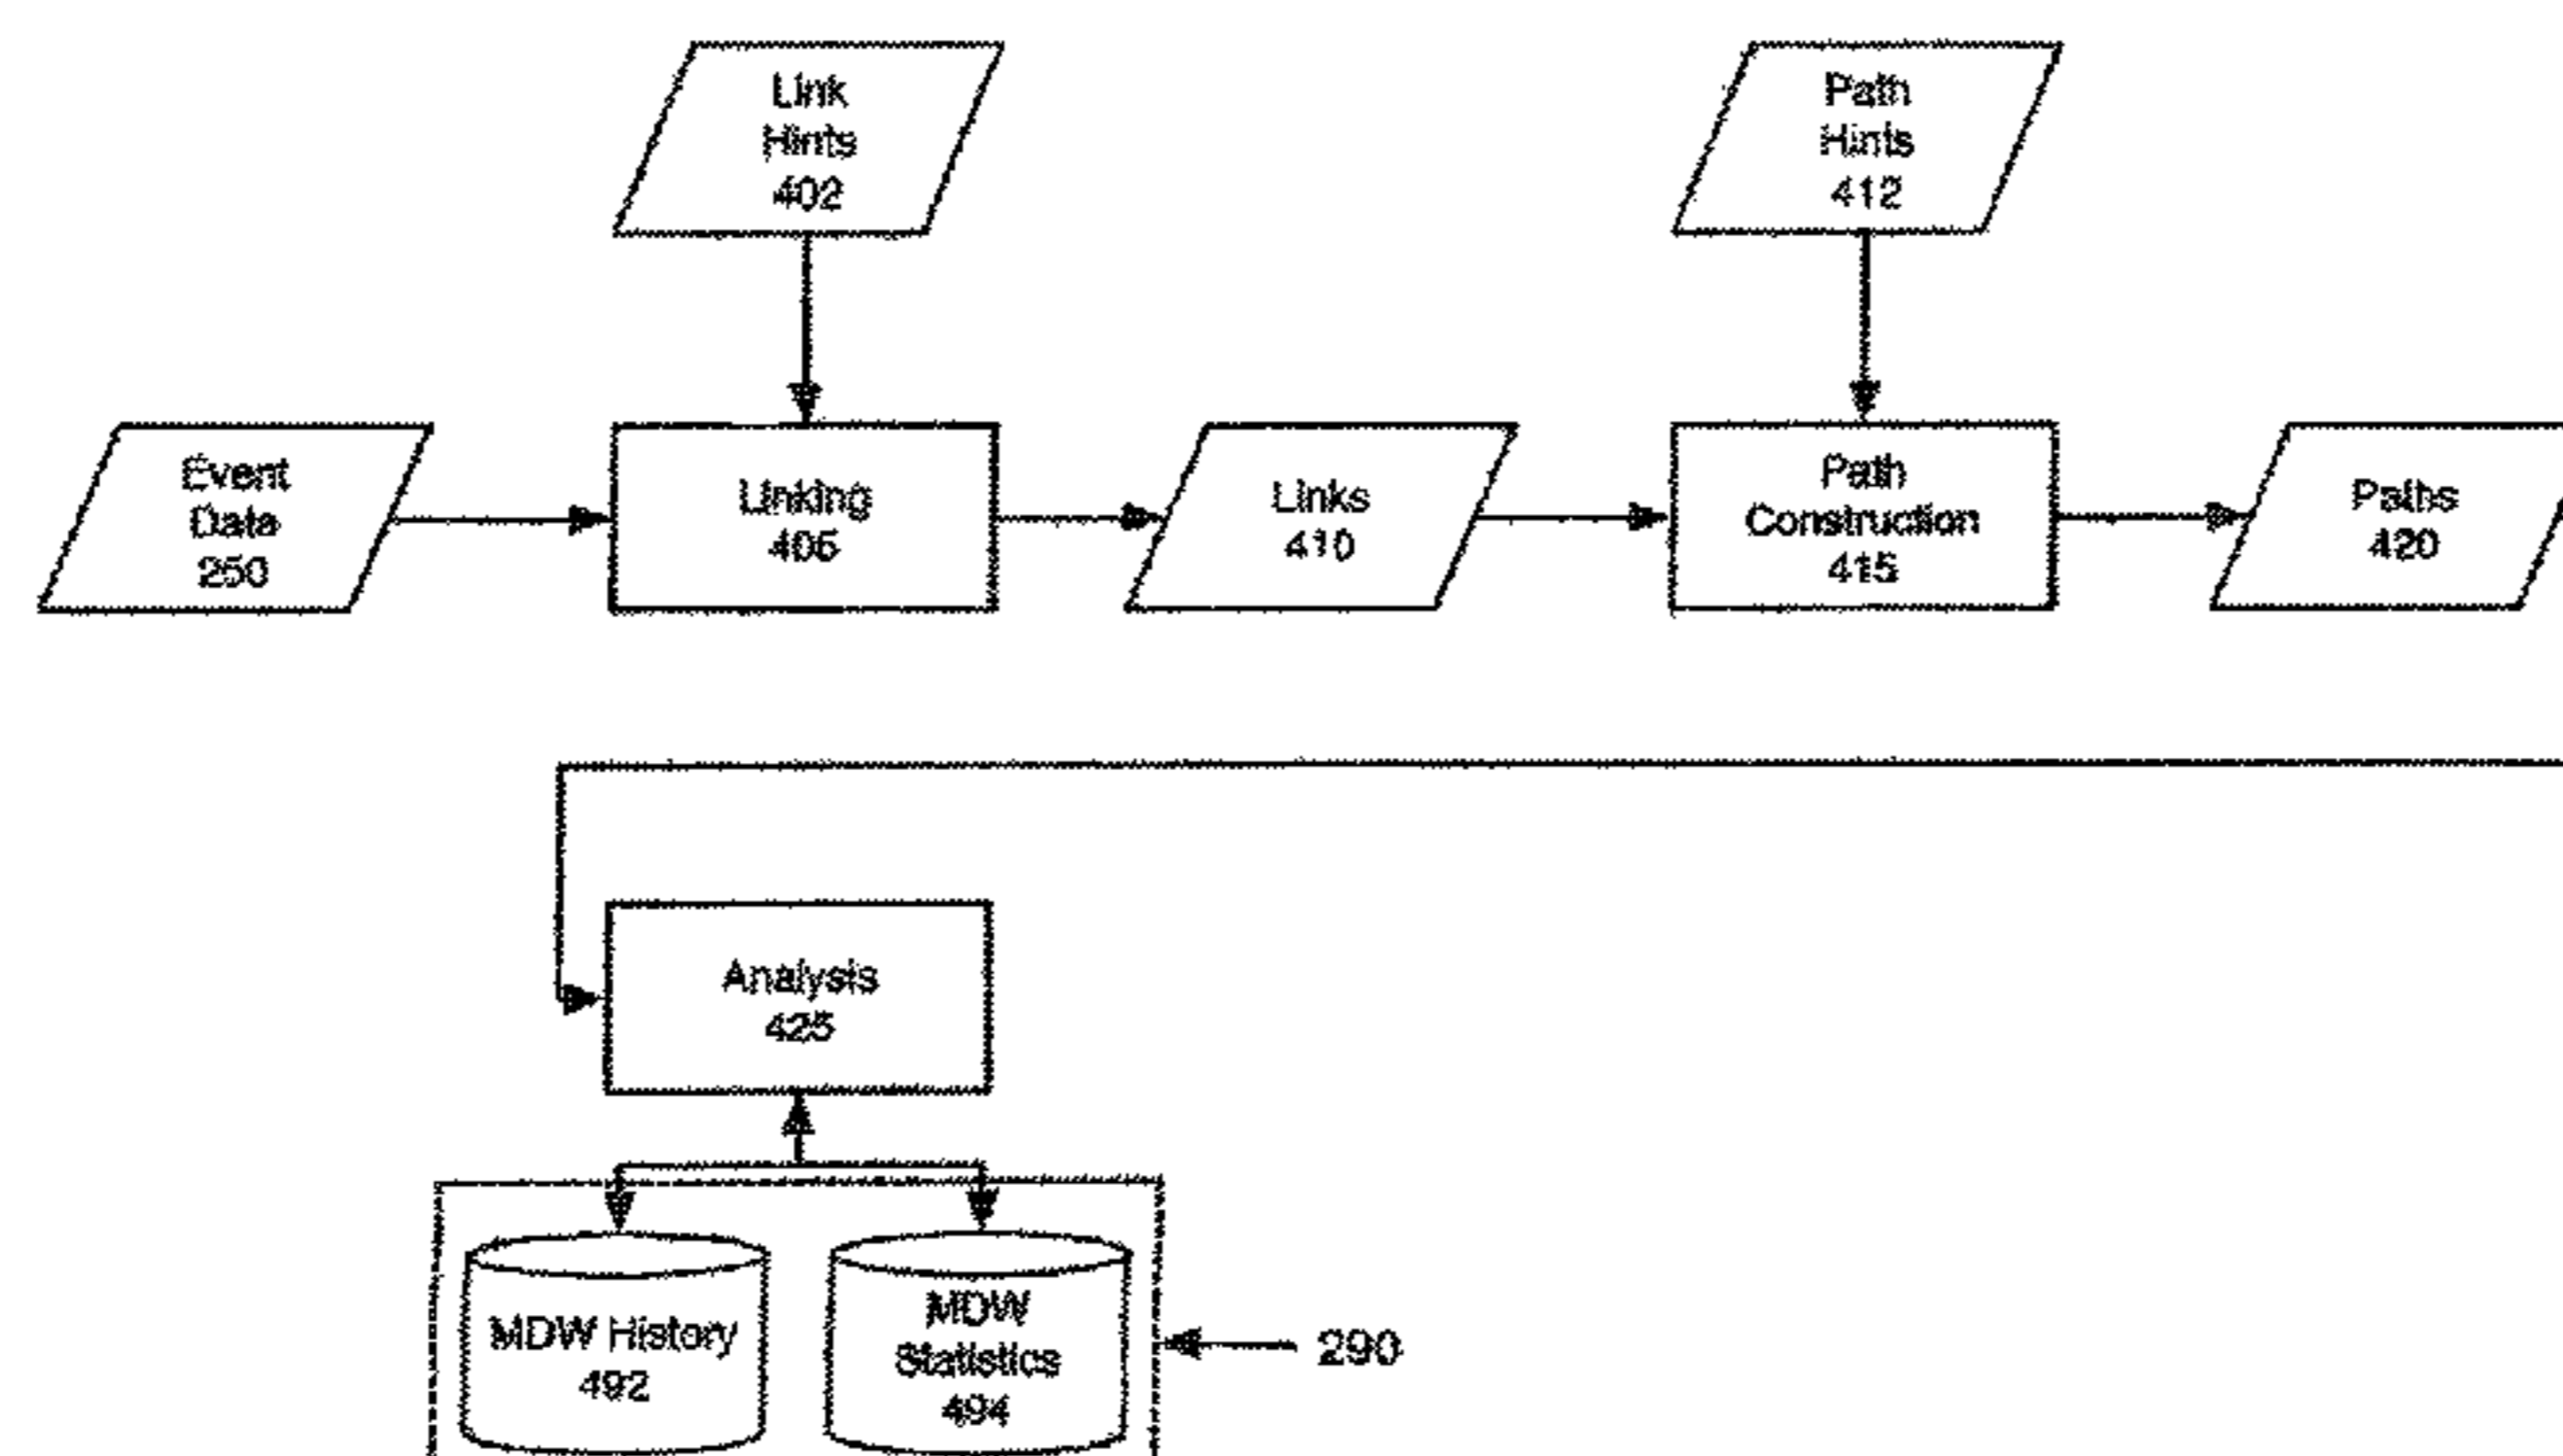 Link
Hints
402
Path
Hints
412
Event
Data
250
Linking
405
Links
410
Path
Construction
415
Paths
420
Analysis
425
MDW History
492
MDW
Statistics
494
290